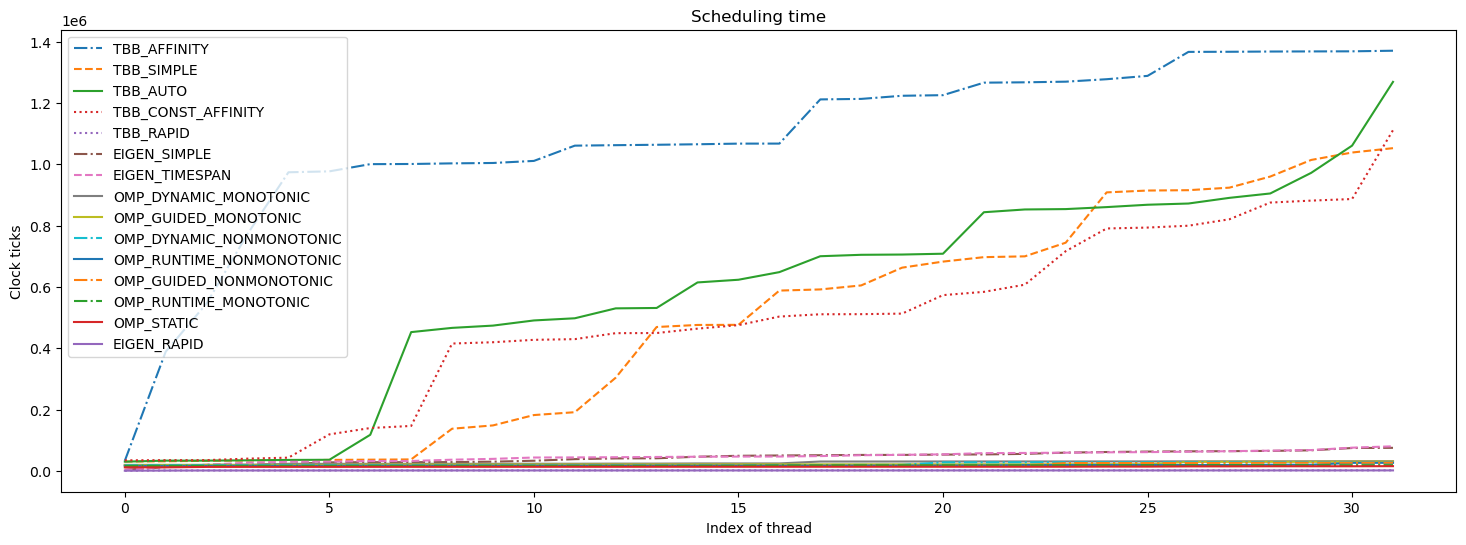 Scheduling time
1e6
1.4
1.2
1.0
0.8
0.6
0.4
0.2
0.0
Clock ticks
TBB_AFFINITY
TBB_SIMPLE
TBB_AUTO
TBB_CONST_AFFINITY
TBB_RAPID
EIGEN_SIMPLE
EIGEN_TIMESPAN
OMP_DYNAMIC_MONOTONIC
OMP_GUIDED_MONOTONIC
OMP_DYNAMIC_NONMONOTONIC
OMP_RUNTIME_NONMONOTONIC
OMP_GUIDED_NONMONOTONIC
OMP_RUNTIME_MONOTONIC
OMP_STATIC
EIGEN_RAPID
0 5 10 15 20 25 30
Index of thread